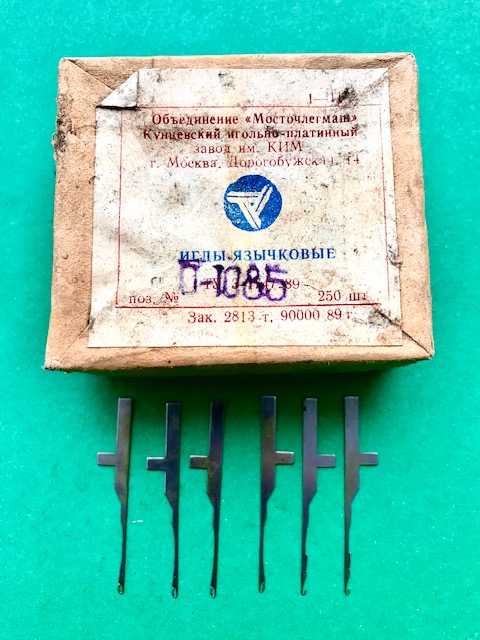 Объединение «Мосточлегмаш»
Кунцевский игольно-платинный
завод им. КИМ
г. Москва, Дорогобужская, 14
ИГЛЫ ЯЗЫЧКОВЫЕ
поз. № 250 шт
Зак. 2813 т. 90000 89 г.